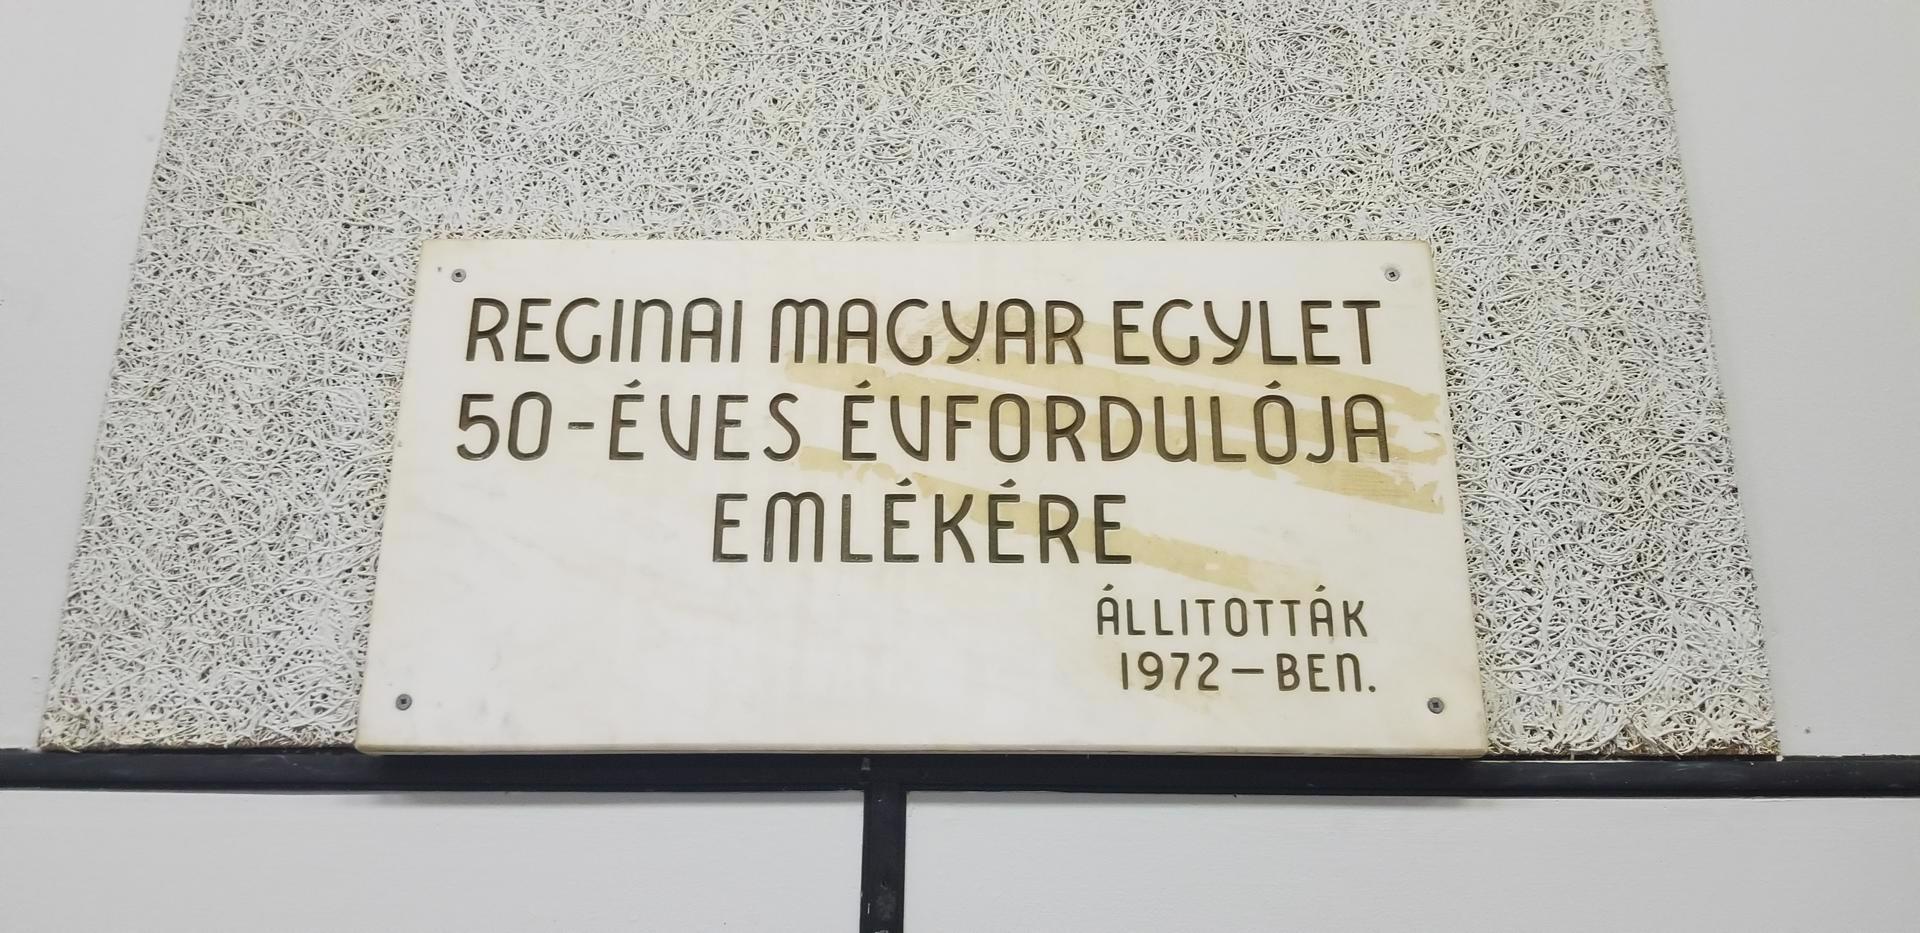 REGINAI MAGYAR EGYLET
50-ÉVES ÉVFORDULÓJA
EMLÉKÉRE
ÁLLITOTTÁK
1972-BEN.